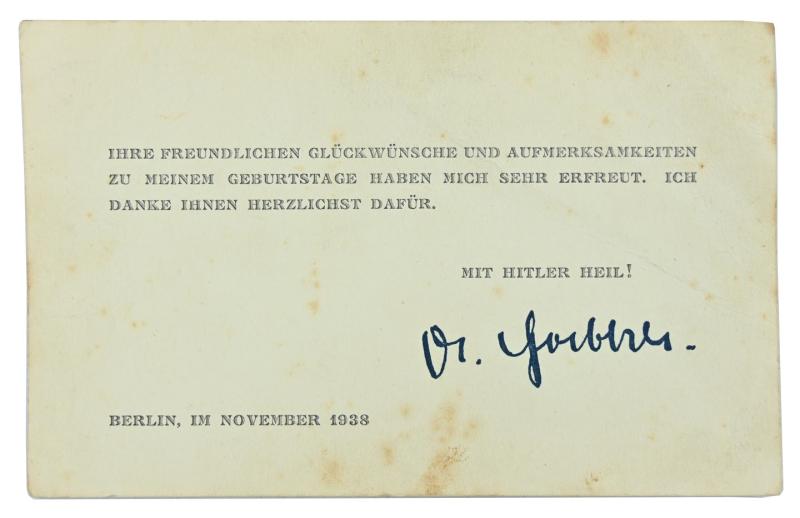 IHRE FREUNDLICHEN GLÜCKWÜNSCHE UND AUFMERKSAMKEITEN
ZU MEINEM GEBURTSTAGE HABEN MICH SEHR ERFREUT. ICH
DANKE IHNEN HERZLICHST DAFÜR.
MIT HITLER HEIL!
Dr. Goebbels.
BERLIN, IM NOVEMBER 1938